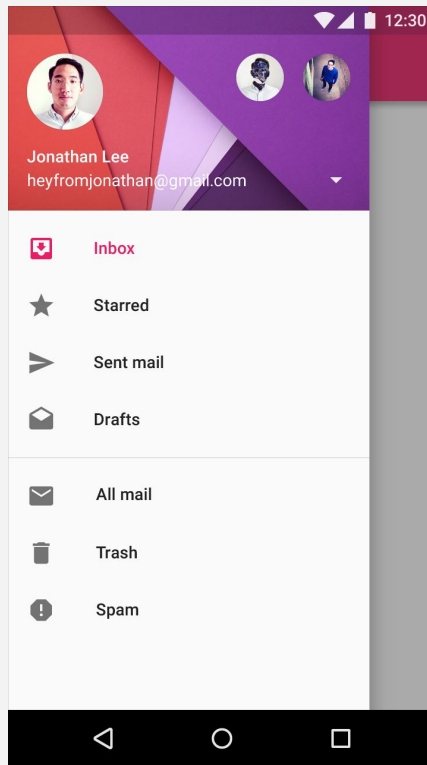 12:30
Jonathan Lee
heyfromjonathan@gmail.com
Inbox
Starred
Sent mail
Drafts
All mail
Trash
Spam